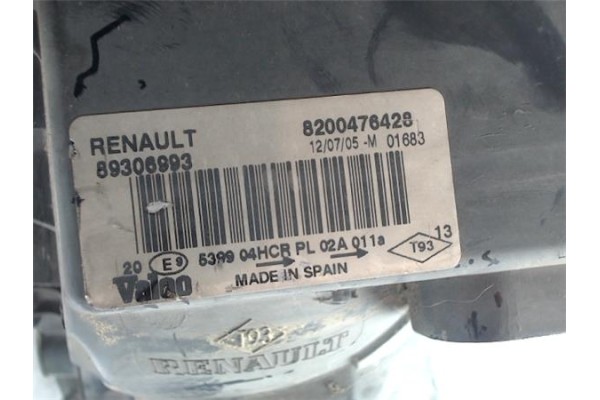 RENAULT 8200476428
89306993 12/07/05 -M 01683
20 E9 5399 04HCR PL 02A 011a T93 13
Valeo MADE IN SPAIN
T93
RENAULT